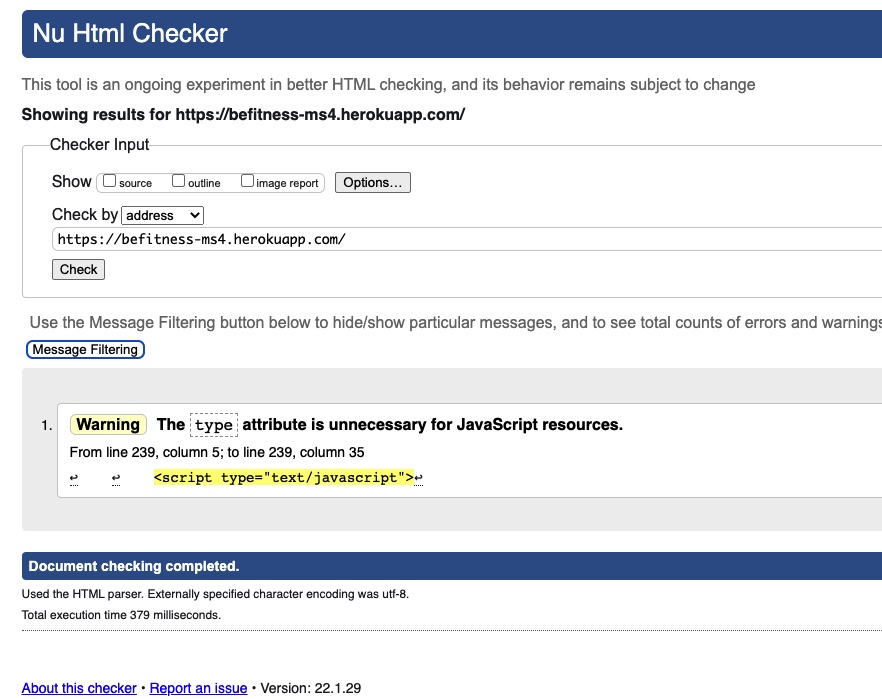 Nu Html Checker
This tool is an ongoing experiment in better HTML checking, and its behavior remains subject to change
Showing results for https://befitness-ms4.herokuapp.com/
Checker Input
Show source outline image report Options...
Check by address
https://befitness-ms4.herokuapp.com/
Check
Use the Message Filtering button below to hide/show particular messages, and to see total counts of errors and warnings
Message Filtering
1. Warning The type attribute is unnecessary for JavaScript resources.
From line 239, column 5; to line 239, column 35
↩ ↩ <script type="text/javascript">↩
Document checking completed.
Used the HTML parser. Externally specified character encoding was utf-8.
Total execution time 379 milliseconds.
About this checker • Report an issue • Version: 22.1.29